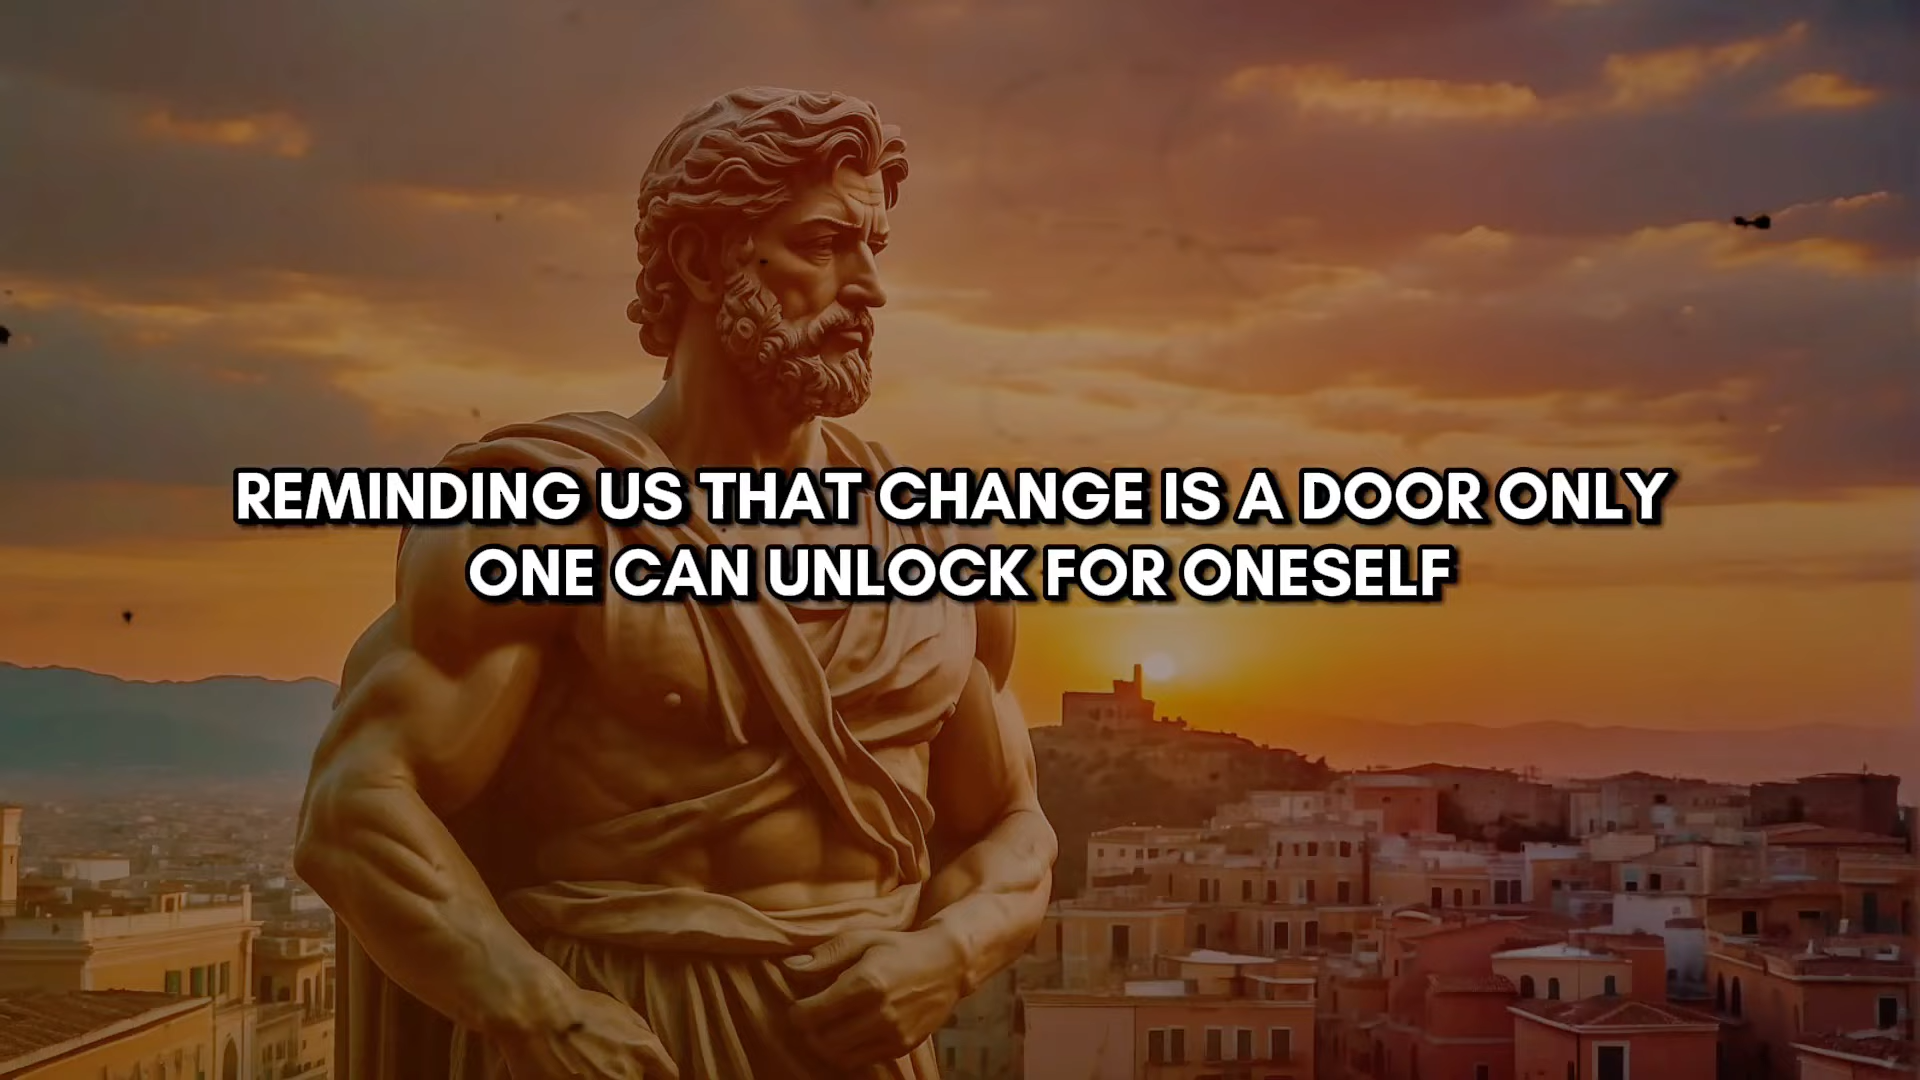 REMINDING US THAT CHANGE IS A DOOR ONLY
ONE CAN UNLOCK FOR ONESELF